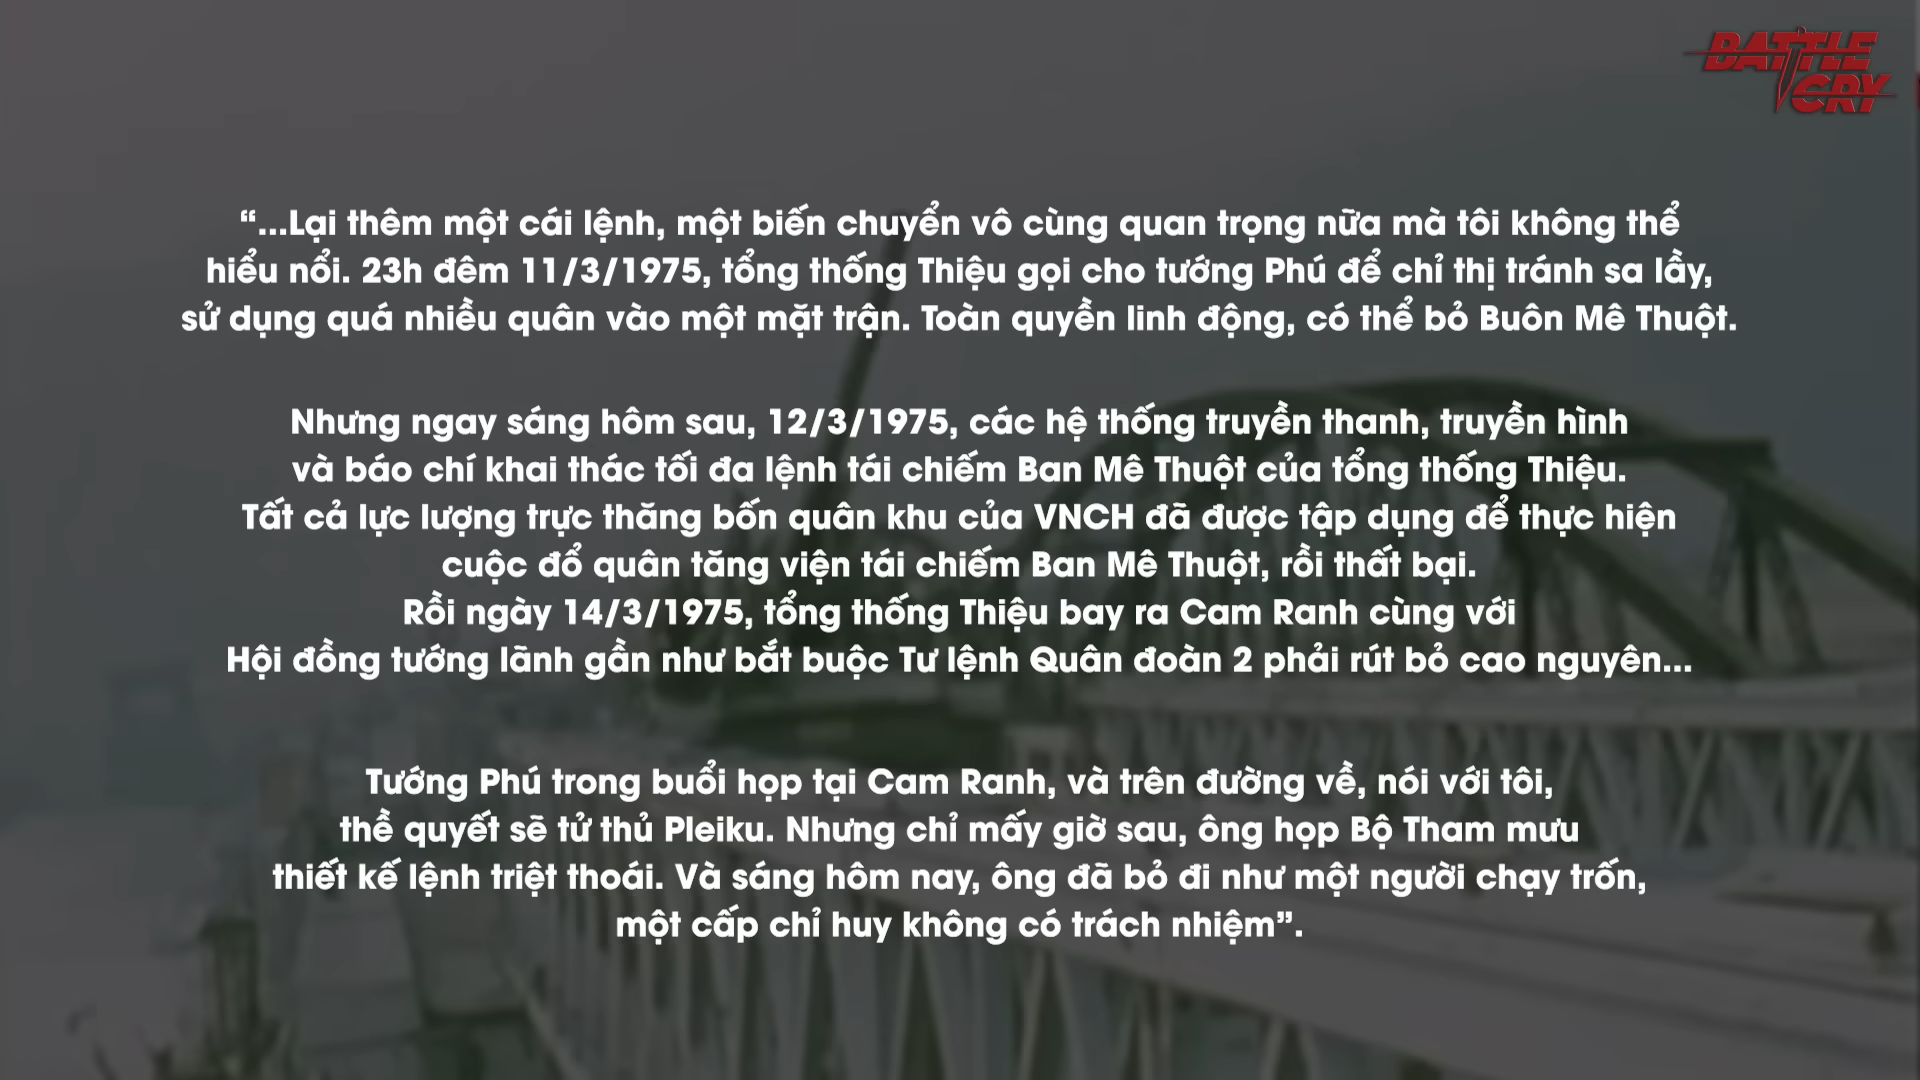 BATTLE
CRY
“...Lại thêm một cái lệnh, một biến chuyển vô cùng quan trọng nữa mà tôi không thể
hiểu nổi. 23h đêm 11/3/1975, tổng thống Thiệu gọi cho tướng Phú để chỉ thị tránh sa lầy,
sử dụng quá nhiều quân vào một mặt trận. Toàn quyền linh động, có thể bỏ Buôn Mê Thuột.
Nhưng ngay sáng hôm sau, 12/3/1975, các hệ thống truyền thanh, truyền hình
và báo chí khai thác tối đa lệnh tái chiếm Ban Mê Thuột của tổng thống Thiệu.
Tất cả lực lượng trực thăng bốn quân khu của VNCH đã được tập dụng để thực hiện
cuộc đổ quân tăng viện tái chiếm Ban Mê Thuột, rồi thất bại.
Rồi ngày 14/3/1975, tổng thống Thiệu bay ra Cam Ranh cùng với
Hội đồng tướng lãnh gần như bắt buộc Tư lệnh Quân đoàn 2 phải rút bỏ cao nguyên...
Tướng Phú trong buổi họp tại Cam Ranh, và trên đường về, nói với tôi,
thề quyết sẽ tử thủ Pleiku. Nhưng chỉ mấy giờ sau, ông họp Bộ Tham mưu
thiết kế lệnh triệt thoái. Và sáng hôm nay, ông đã bỏ đi như một người chạy trốn,
một cấp chỉ huy không có trách nhiệm”.